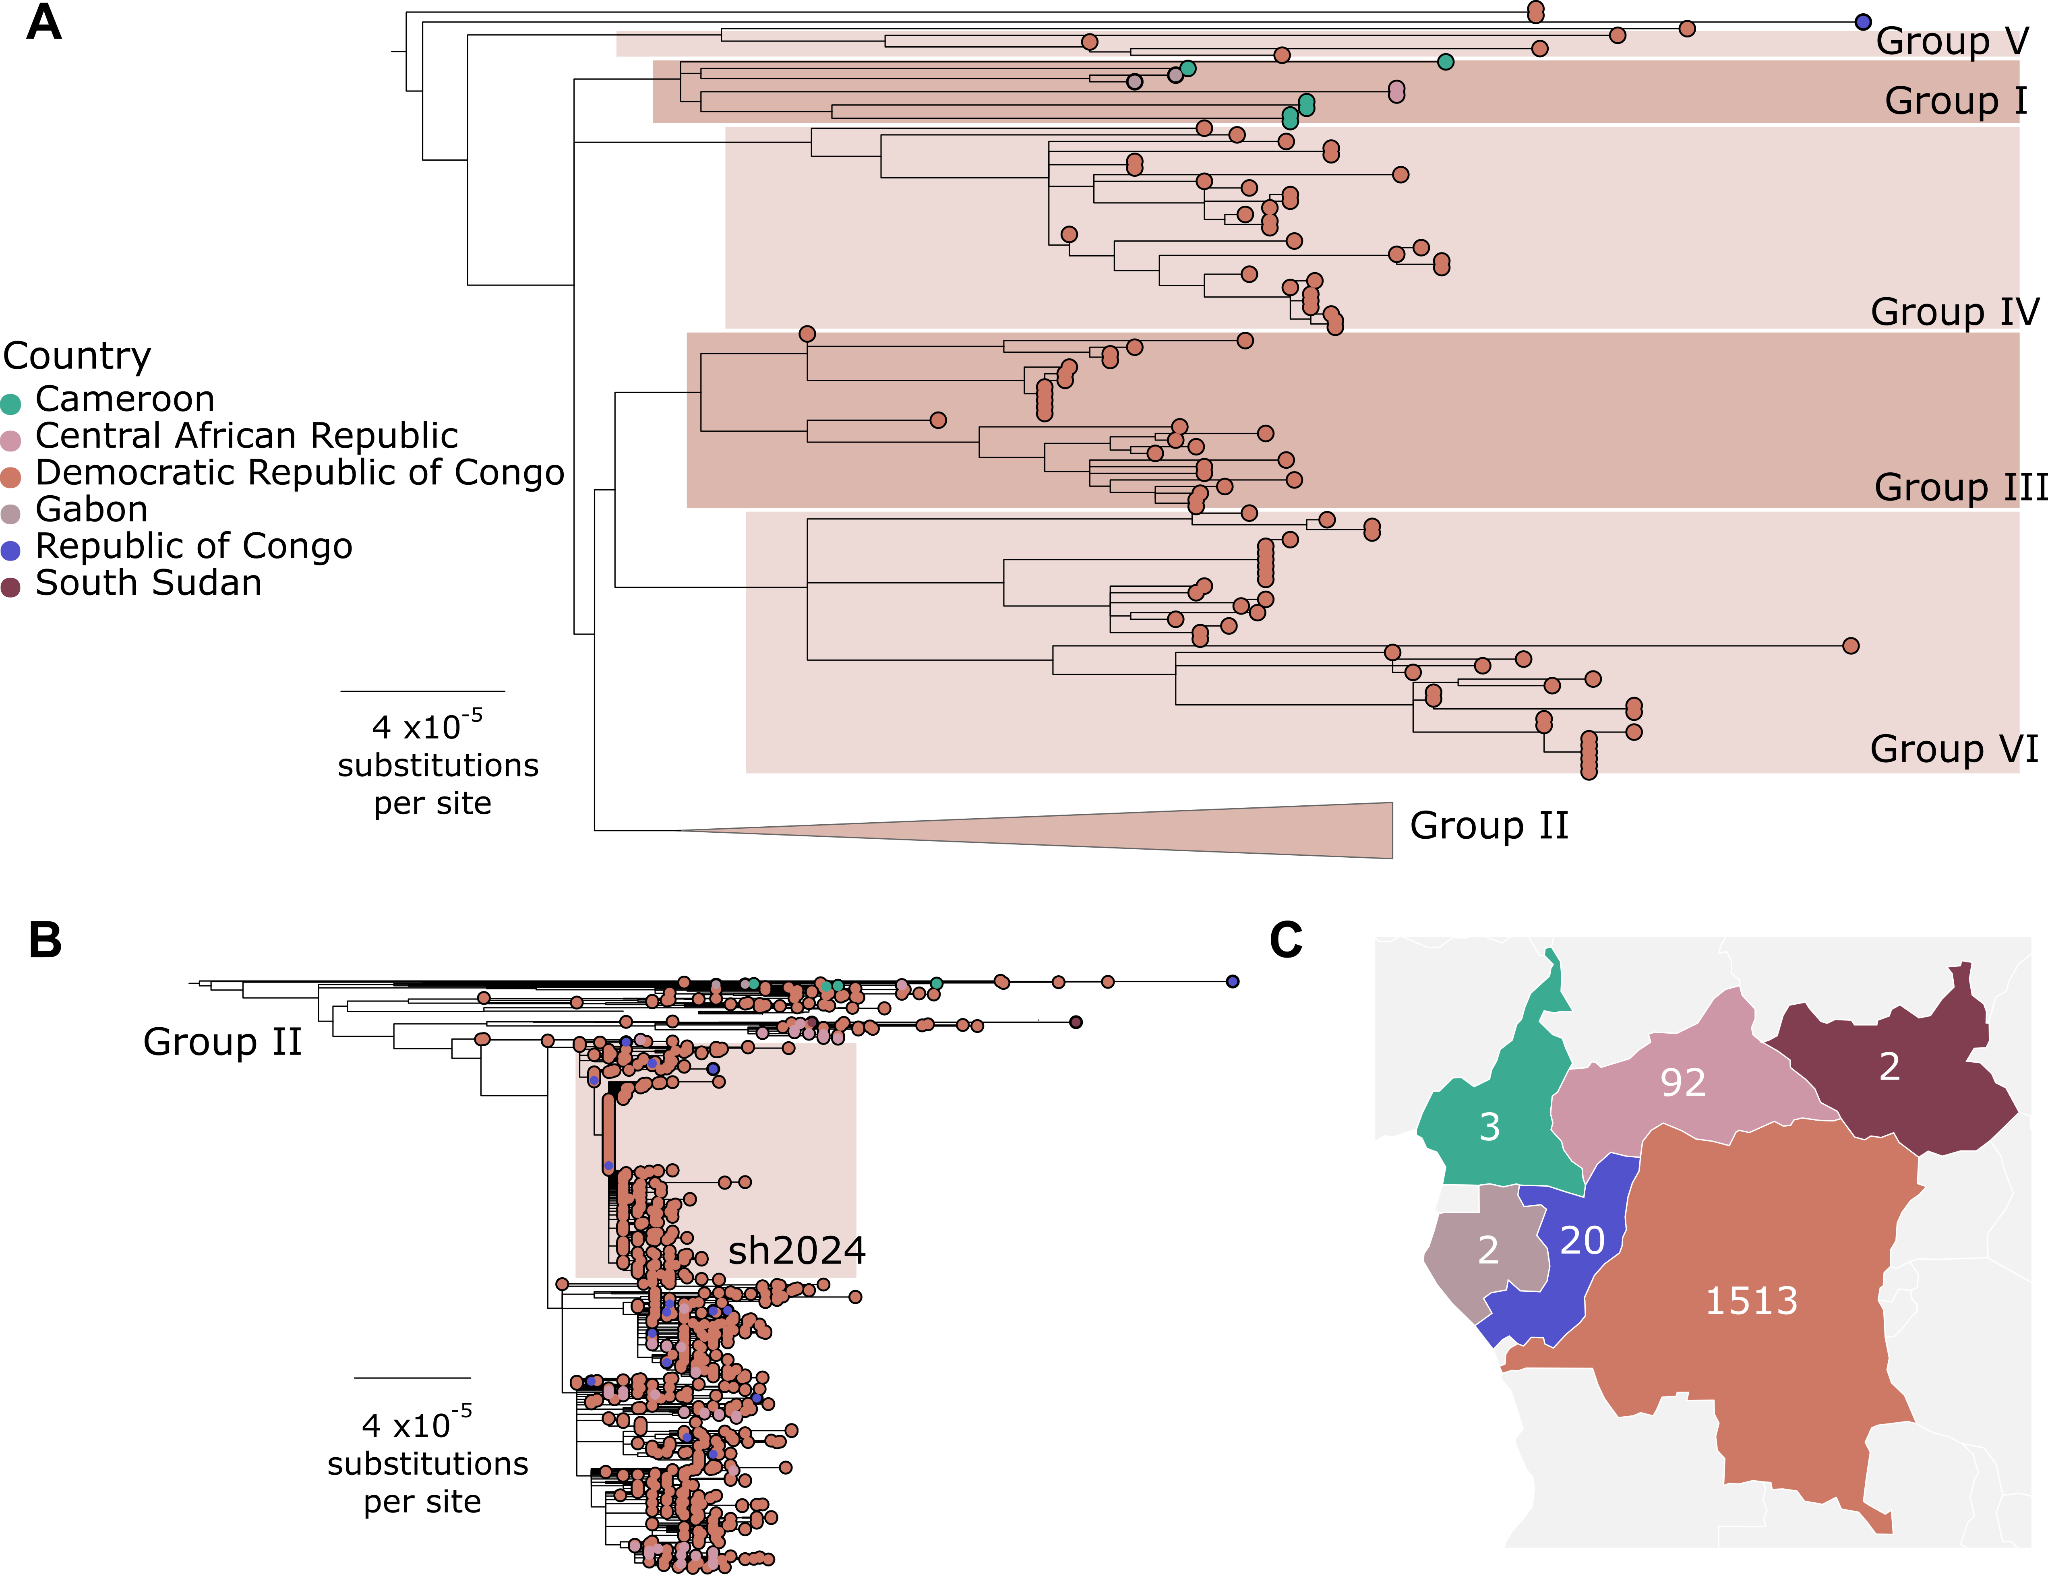 A
Group V
Group I
Group IV
Country
Cameroon
Central African Republic
Democratic Republic of Congo
Gabon
Republic of Congo
South Sudan
Group III
4 x10-5
substitutions
per site
Group VI
Group II
B
C
Group II
sh2024
4 x10-5
substitutions
per site
92
2
3
20
2
1513